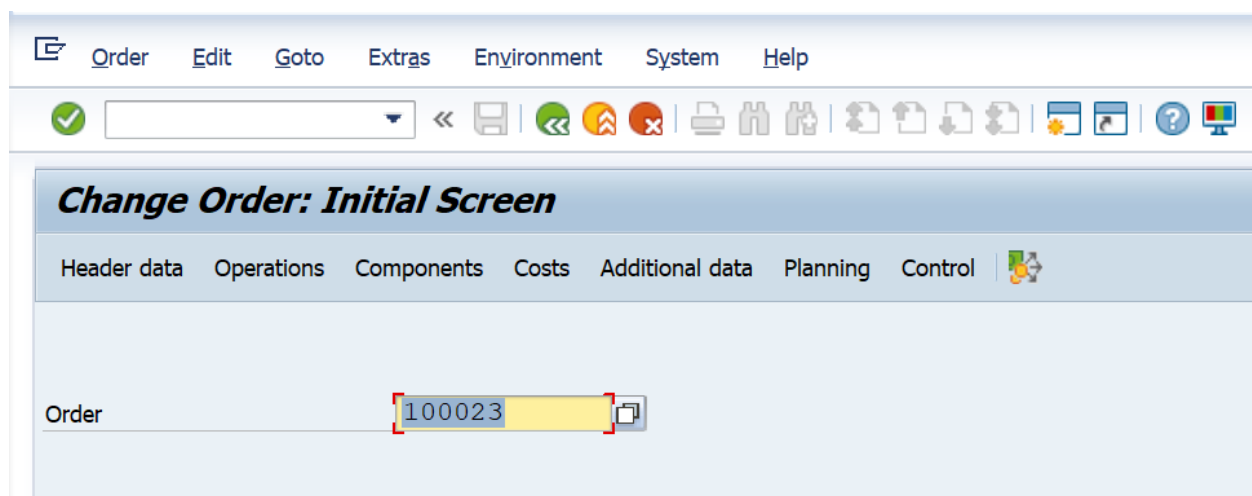 Order Edit Goto Extras Environment System Help
Change Order: Initial Screen
Header data Operations Components Costs Additional data Planning Control
Order 100023